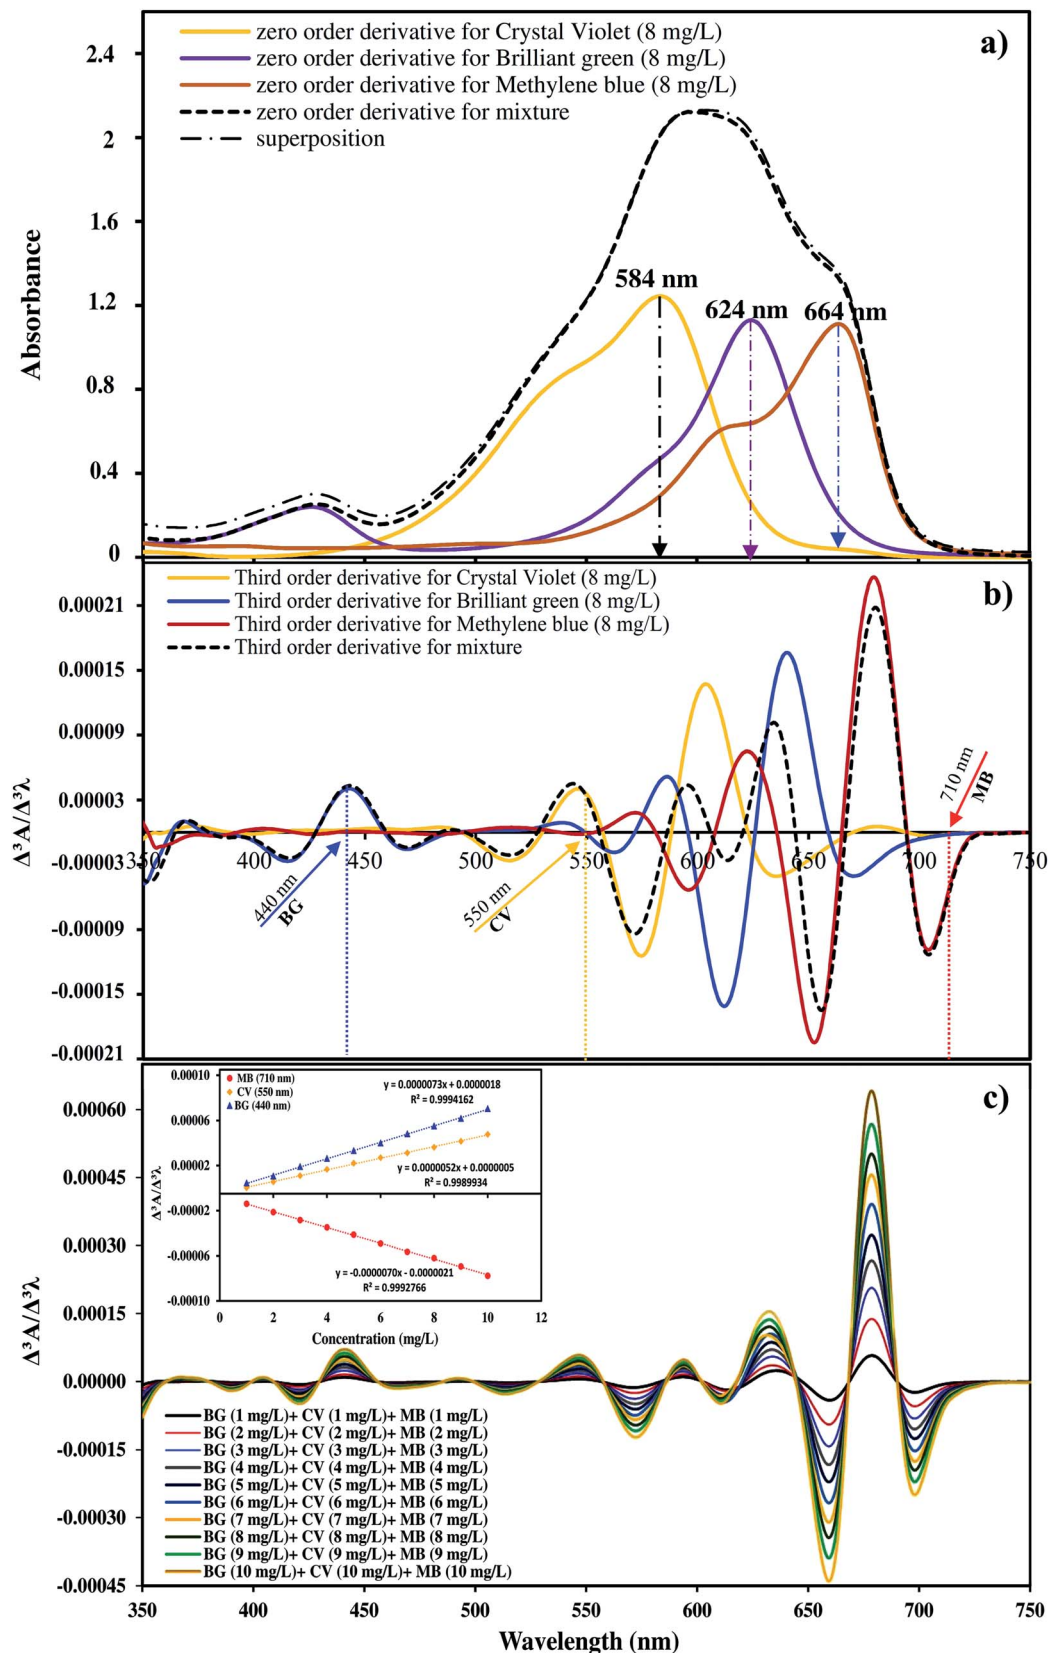 zero order derivative for Crystal Violet (8 mg/L)
zero order derivative for Brilliant green (8 mg/L)
zero order derivative for Methylene blue (8 mg/L)
zero order derivative for mixture
superposition
a)
2.4
2
1.6
1.2
0.8
0.4
0
Absorbance
584 nm
624 nm
664 nm
Third order derivative for Crystal Violet (8 mg/L)
Third order derivative for Brilliant green (8 mg/L)
Third order derivative for Methylene blue (8 mg/L)
Third order derivative for mixture
b)
0.00021
0.00015
0.00009
0.00003
-0.00003
-0.00009
-0.00015
-0.00021
Δ³A/Δ³λ
350 400 450 500 550 600 650 700 750
440 nm
BG
550 nm
CV
710 nm
MB
c)
0.00060
0.00045
0.00030
0.00015
0.00000
-0.00015
-0.00030
-0.00045
Δ³A/Δ³λ
0.00010
0.00006
0.00002
-0.00002
-0.00006
-0.00010
Δ³A/Δ³λ
MB (710 nm)
CV (550 nm)
BG (440 nm)
y = 0.0000073x + 0.0000018
R² = 0.9994162
y = 0.0000052x + 0.0000005
R² = 0.9989934
y = -0.0000070x - 0.0000021
R² = 0.9992766
0 2 4 6 8 10 12
Concentration (mg/L)
BG (1 mg/L)+ CV (1 mg/L)+ MB (1 mg/L)
BG (2 mg/L)+ CV (2 mg/L)+ MB (2 mg/L)
BG (3 mg/L)+ CV (3 mg/L)+ MB (3 mg/L)
BG (4 mg/L)+ CV (4 mg/L)+ MB (4 mg/L)
BG (5 mg/L)+ CV (5 mg/L)+ MB (5 mg/L)
BG (6 mg/L)+ CV (6 mg/L)+ MB (6 mg/L)
BG (7 mg/L)+ CV (7 mg/L)+ MB (7 mg/L)
BG (8 mg/L)+ CV (8 mg/L)+ MB (8 mg/L)
BG (9 mg/L)+ CV (9 mg/L)+ MB (9 mg/L)
BG (10 mg/L)+ CV (10 mg/L)+ MB (10 mg/L)
350 400 450 500 550 600 650 700 750
Wavelength (nm)